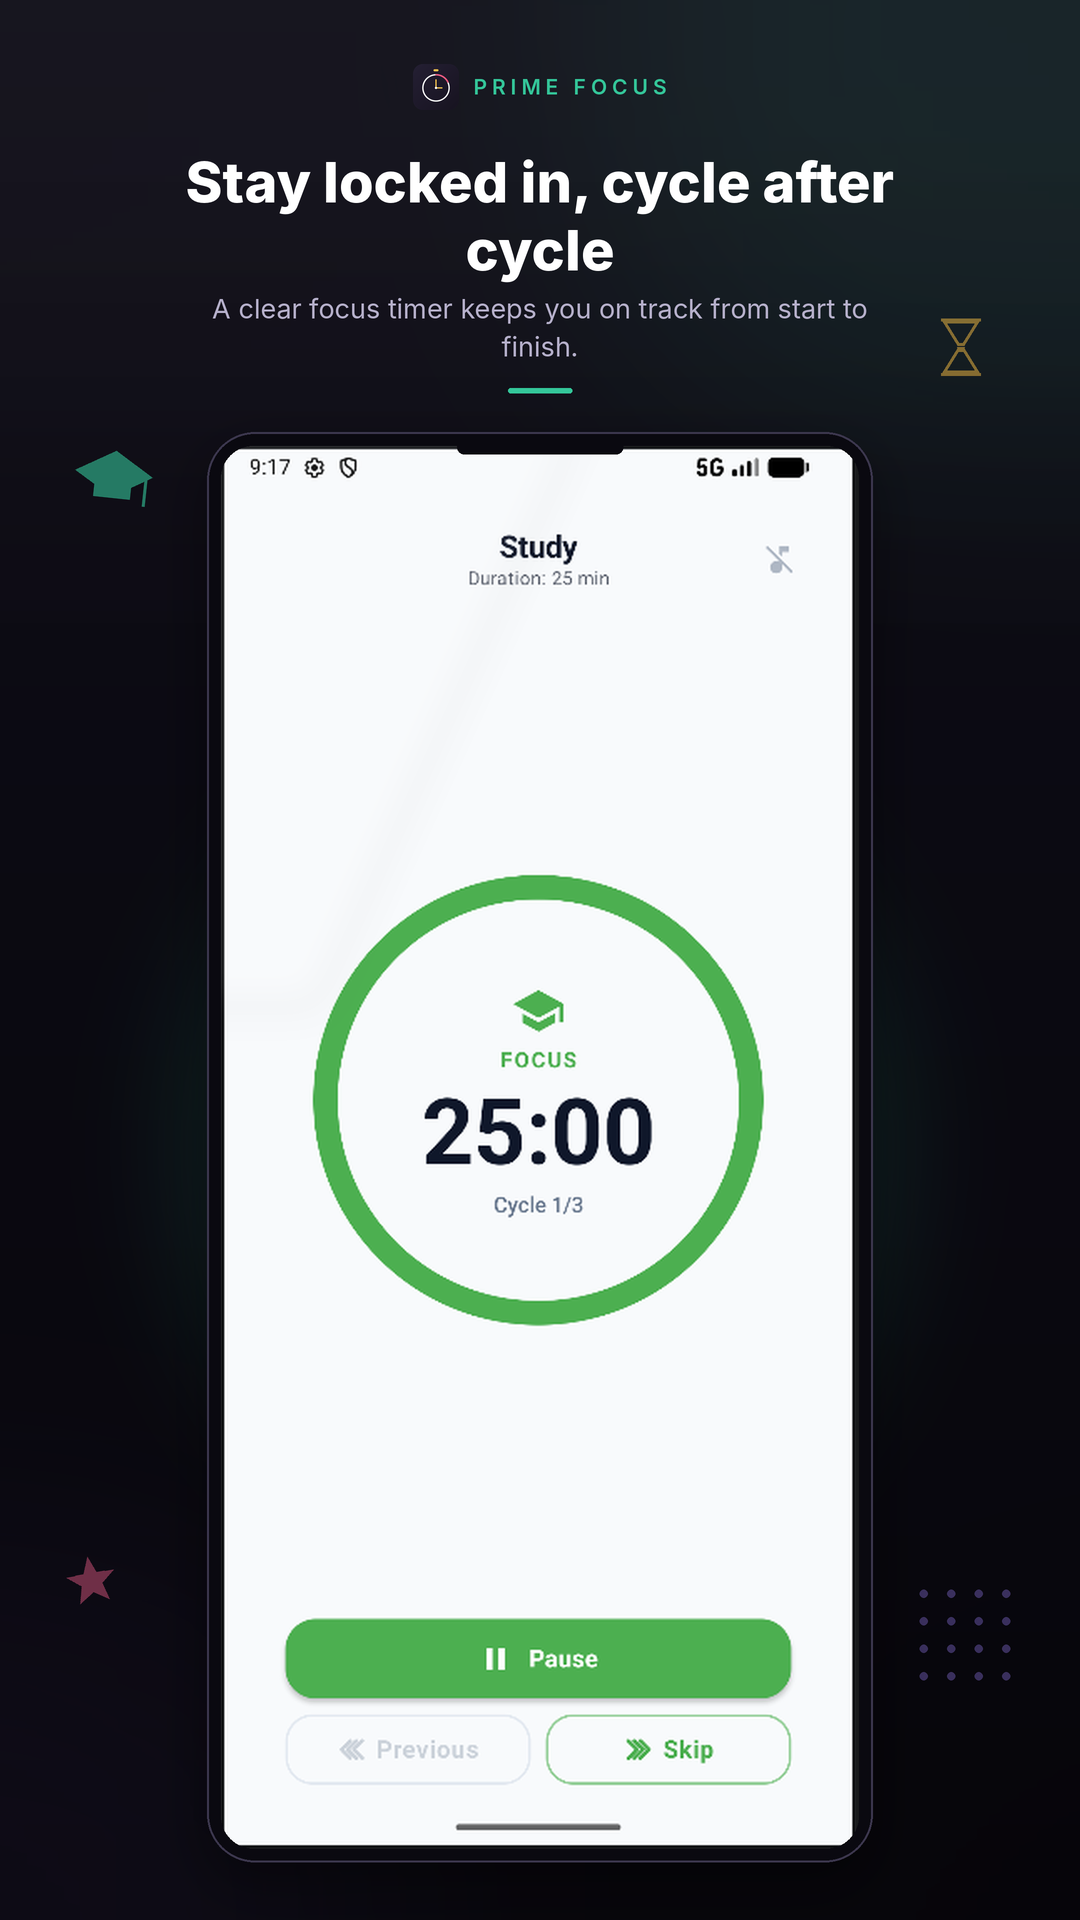 PRIME FOCUS
Stay locked in, cycle after
cycle
A clear focus timer keeps you on track from start to
finish.
9:17 5G
Study
Duration: 25 min
FOCUS
25:00
Cycle 1/3
Pause
Previous Skip